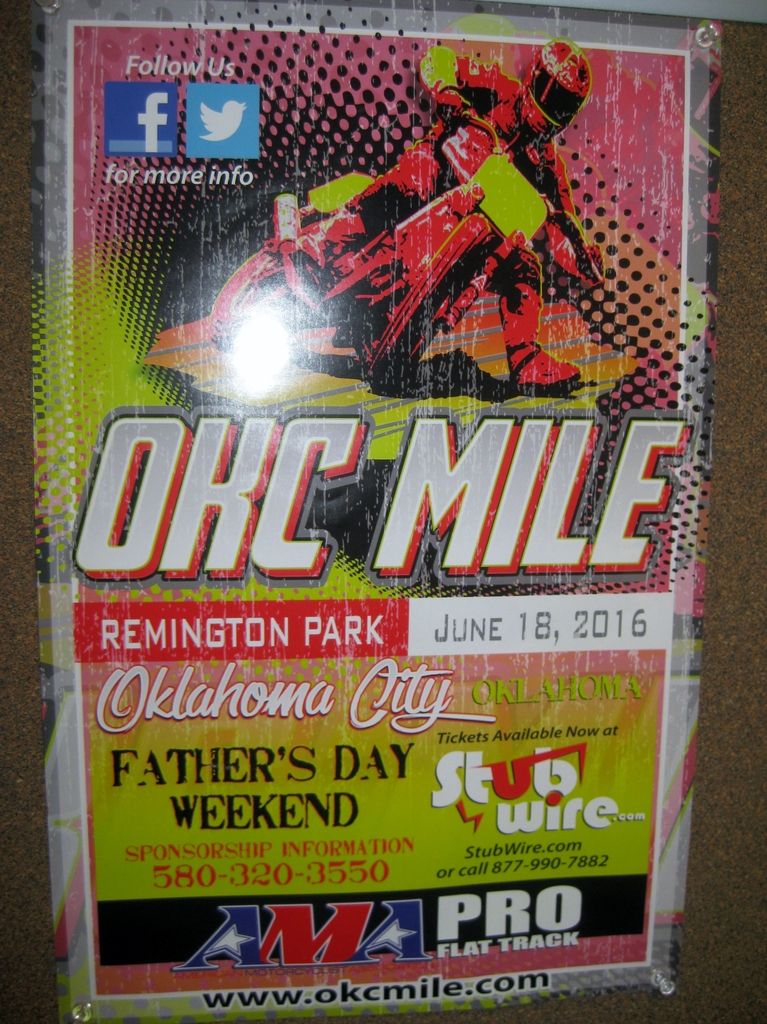 Follow Us
for more info
OKC MILE
REMINGTON PARK
JUNE 18, 2016
Oklahoma City OKLAHOMA
Tickets Available Now at
FATHER'S DAY
WEEKEND
Stub
wire.com
SPONSORSHIP INFORMATION
580-320-3550
StubWire.com
or call 877-990-7882
AMA PRO
FLAT TRACK
www.okcmile.com